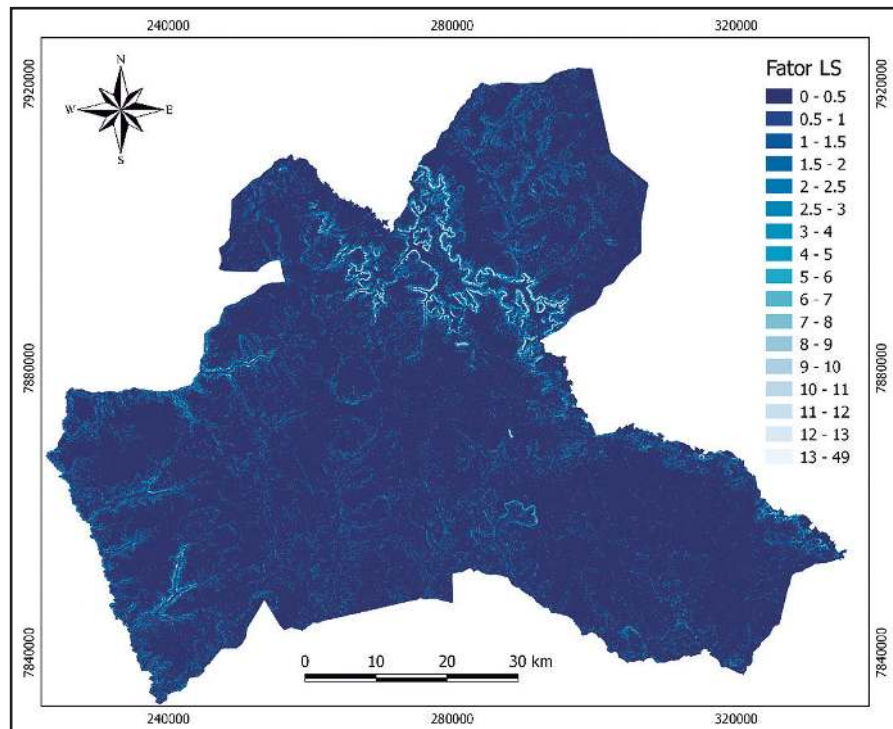 240000 280000 320000
N
W E
S
7920000 7920000
Fator LS
0 - 0.5
0.5 - 1
1 - 1.5
1.5 - 2
2 - 2.5
2.5 - 3
3 - 4
4 - 5
5 - 6
6 - 7
7 - 8
8 - 9
9 - 10
10 - 11
11 - 12
12 - 13
13 - 49
7880000 7880000
7840000 7840000
0 10 20 30 km
240000 280000 320000